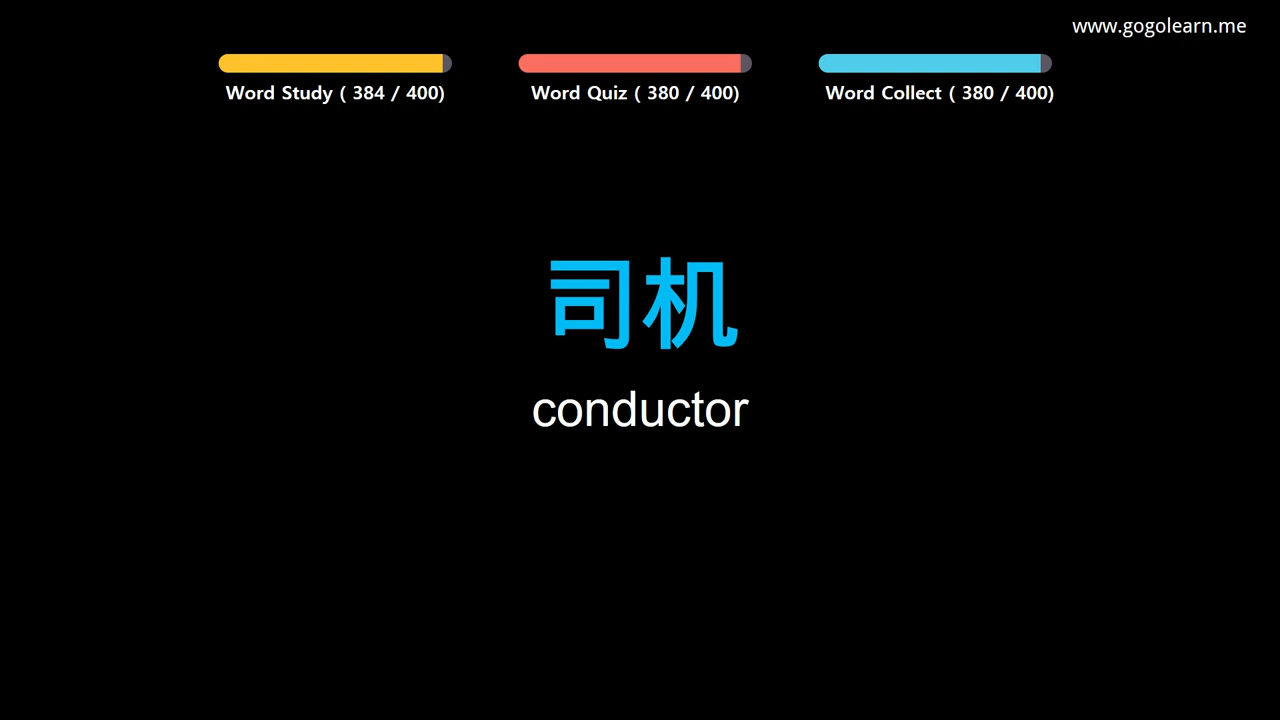 www.gogolearn.me
Word Study ( 384 / 400)
Word Quiz ( 380 / 400)
Word Collect ( 380 / 400)
司机
conductor